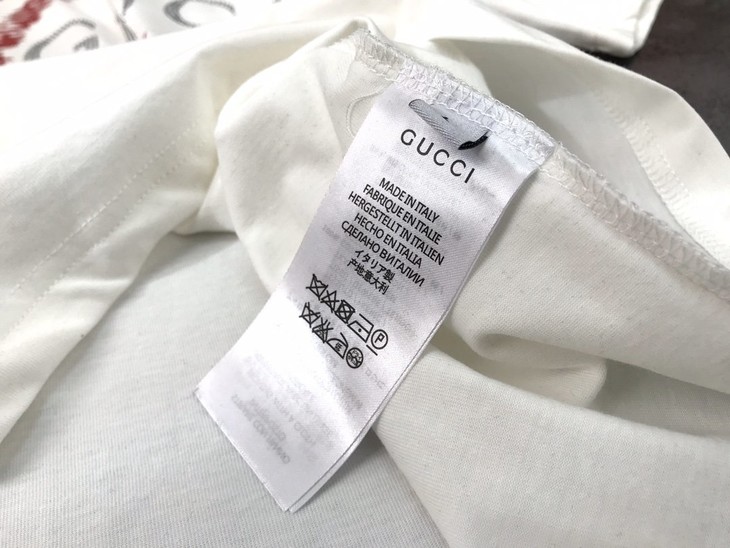 GUCCI
MADE IN ITALY
FABRIQUE EN ITALIE
HERGESTELLT IN ITALIEN
HECHO EN ITALIA
СДЕЛАНО В ИГАЛИИ
イタリア製
产地意大利
P